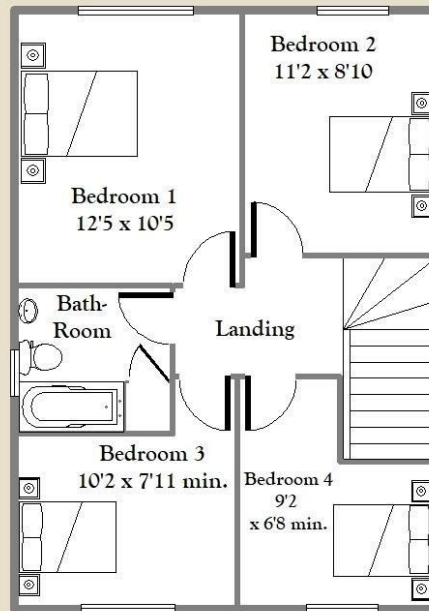 Bedroom 1
12'5 x 10'5
Bedroom 2
11'2 x 8'10
Bath-
Room
Landing
Bedroom 3
10'2 x 7'11 min.
Bedroom 4
9'2
x 6'8 min.